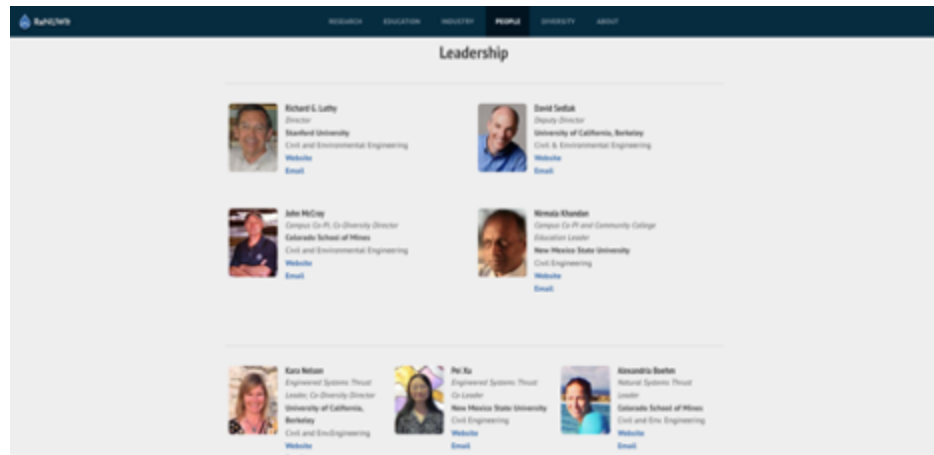 ReNUWIt
RESEARCH EDUCATION INDUSTRY PEOPLE DIVERSITY ABOUT
Leadership
Richard G. Luthy
Director
Stanford University
Civil and Environmental Engineering
Website
Email
David Sedlak
Deputy Director
University of California, Berkeley
Civil & Environmental Engineering
Website
Email
John McCray
Campus Co-PI, Co-Diversity Director
Colorado School of Mines
Civil and Environmental Engineering
Website
Email
Nirmala Khandan
Campus Co-PI and Community College
Education Leader
New Mexico State University
Civil Engineering
Website
Email
Kara Nelson
Engineered Systems Thrust
Leader, Co-Diversity Director
University of California,
Berkeley
Civil and Env.Engineering
Website
Pei Xu
Engineered Systems Thrust
Co-Leader
New Mexico State University
Civil Engineering
Website
Email
Alexandria Boehm
Natural Systems Thrust
Leader
Colorado School of Mines
Civil and Env. Engineering
Website
Email